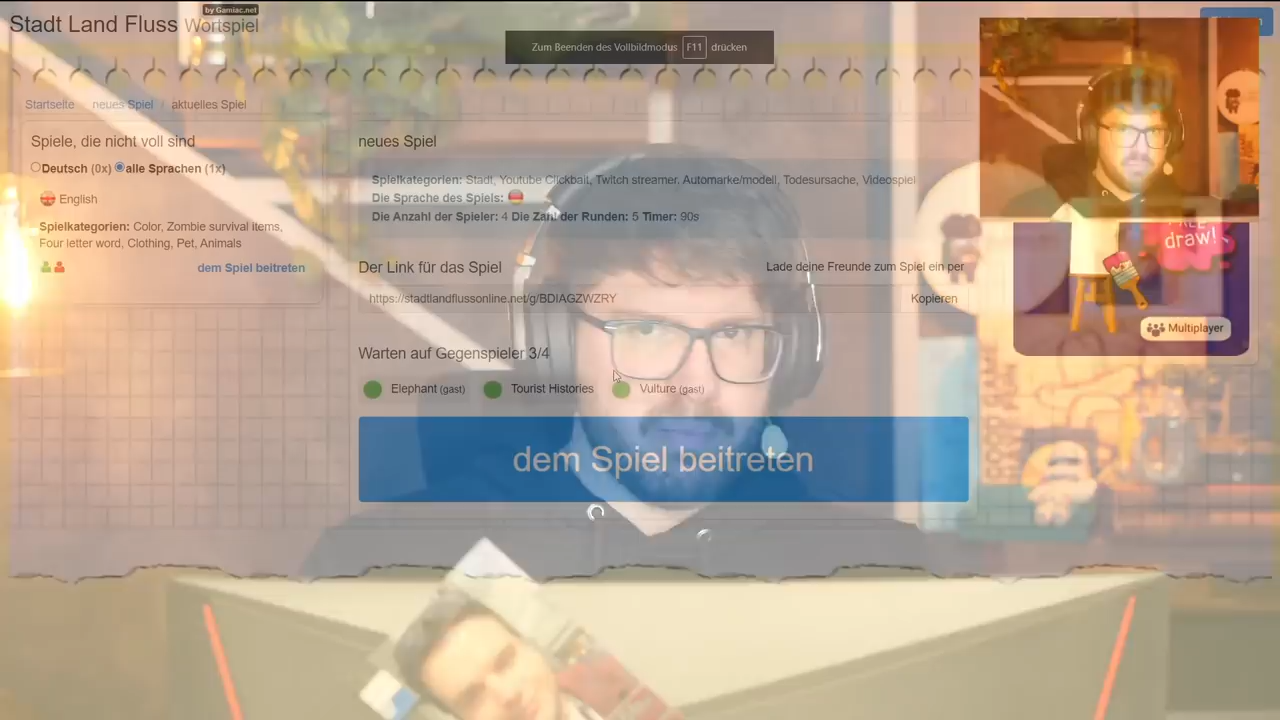 by Gamiac.net
Stadt Land Fluss Wortspiel
Zum Beenden des Vollbildmodus F11 drücken
Startseite / neues Spiel / aktuelles Spiel
Spiele, die nicht voll sind
Deutsch (0x) alle Sprachen (1x)
English
Spielkategorien: Color, Zombie survival items,
Four letter word, Clothing, Pet, Animals
dem Spiel beitreten
neues Spiel
Spielkategorien: Stadt, Youtube Clickbait, Twitch streamer, Automarke/modell, Todesursache, Videospiel
Die Sprache des Spiels:
Die Anzahl der Spieler: 4 Die Zahl der Runden: 5 Timer: 90s
Der Link für das Spiel
Lade deine Freunde zum Spiel ein per
https://stadtlandflussonline.net/g/BDIAGZWZRY
Kopieren
Warten auf Gegenspieler 3/4
Elephant (gast) Tourist Histories Vulture (gast)
dem Spiel beitreten
draw!
Multiplayer